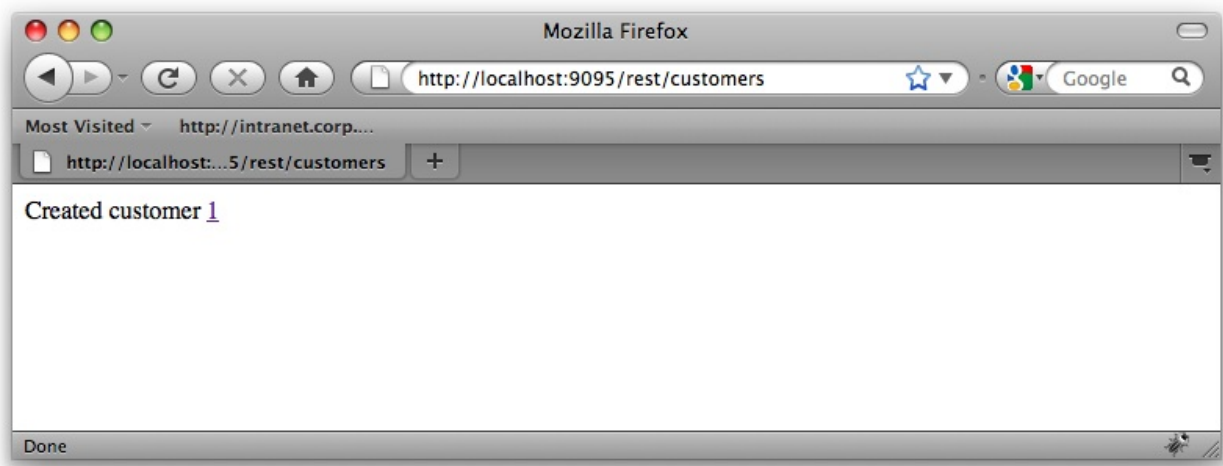 Mozilla Firefox
http://localhost:9095/rest/customers
Google
Most Visited
http://intranet.corp....
http://localhost:...5/rest/customers
Created customer 1
Done